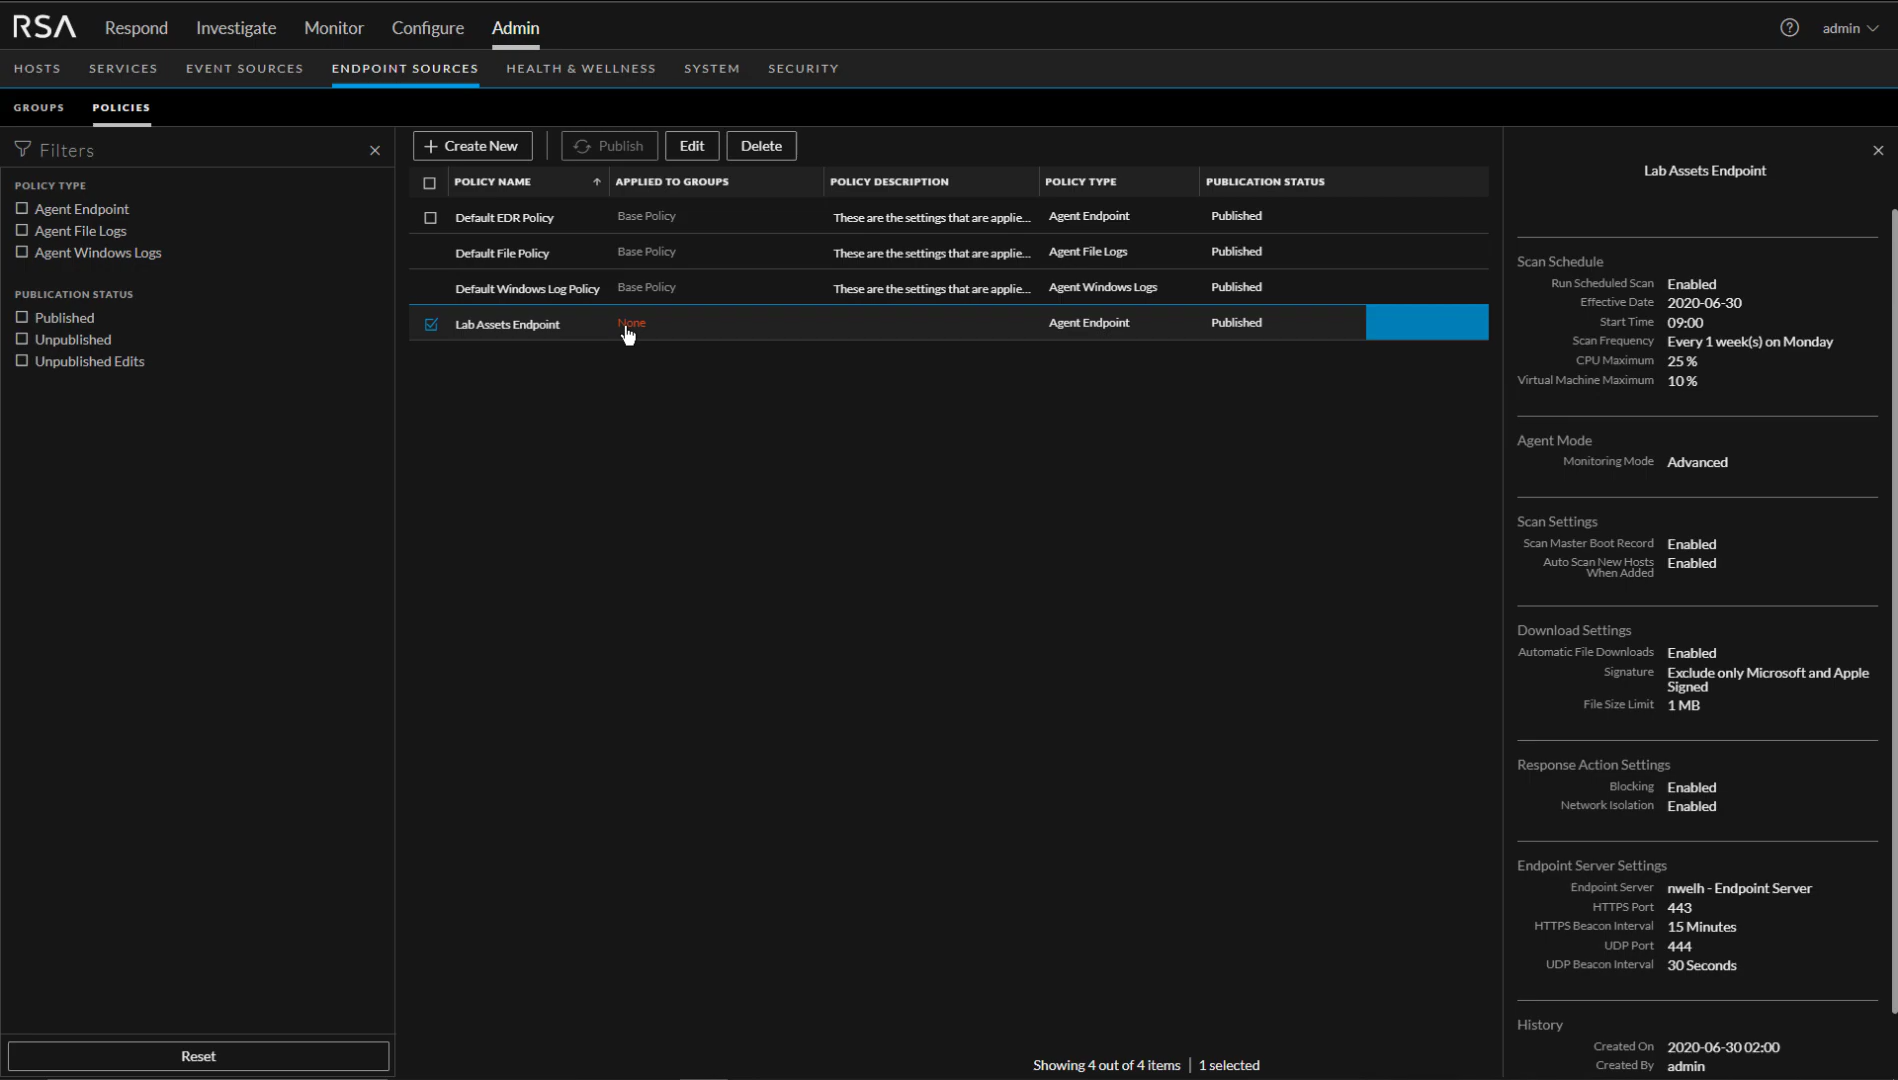 RSA Respond Investigate Monitor Configure Admin admin
HOSTS SERVICES EVENT SOURCES ENDPOINT SOURCES HEALTH & WELLNESS SYSTEM SECURITY
GROUPS POLICIES
Filters
POLICY TYPE
Agent Endpoint
Agent File Logs
Agent Windows Logs
PUBLICATION STATUS
Published
Unpublished
Unpublished Edits
Reset
Create New Publish Edit Delete
POLICY NAME APPLIED TO GROUPS POLICY DESCRIPTION POLICY TYPE PUBLICATION STATUS
Default EDR Policy Base Policy These are the settings that are applie... Agent Endpoint Published
Default File Policy Base Policy These are the settings that are applie... Agent File Logs Published
Default Windows Log Policy Base Policy These are the settings that are applie... Agent Windows Logs Published
Lab Assets Endpoint None Agent Endpoint Published
Showing 4 out of 4 items | 1 selected
Lab Assets Endpoint
Scan Schedule
Run Scheduled Scan Enabled
Effective Date 2020-06-30
Start Time 09:00
Scan Frequency Every 1 week(s) on Monday
CPU Maximum 25 %
Virtual Machine Maximum 10 %
Agent Mode
Monitoring Mode Advanced
Scan Settings
Scan Master Boot Record Enabled
Auto Scan New Hosts Enabled
When Added
Download Settings
Automatic File Downloads Enabled
Signature Exclude only Microsoft and Apple
Signed
File Size Limit 1 MB
Response Action Settings
Blocking Enabled
Network Isolation Enabled
Endpoint Server Settings
Endpoint Server nwelh - Endpoint Server
HTTPS Port 443
HTTPS Beacon Interval 15 Minutes
UDP Port 444
UDP Beacon Interval 30 Seconds
History
Created On 2020-06-30 02:00
Created By admin